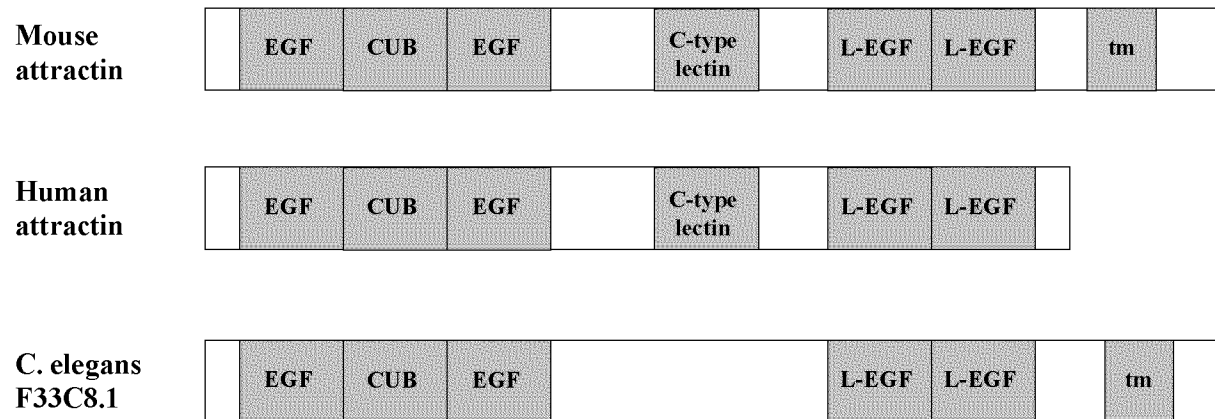 Mouse
attractin
EGF CUB EGF C-type
lectin L-EGF L-EGF tm
Human
attractin
EGF CUB EGF C-type
lectin L-EGF L-EGF
C. elegans
F33C8.1
EGF CUB EGF L-EGF L-EGF tm